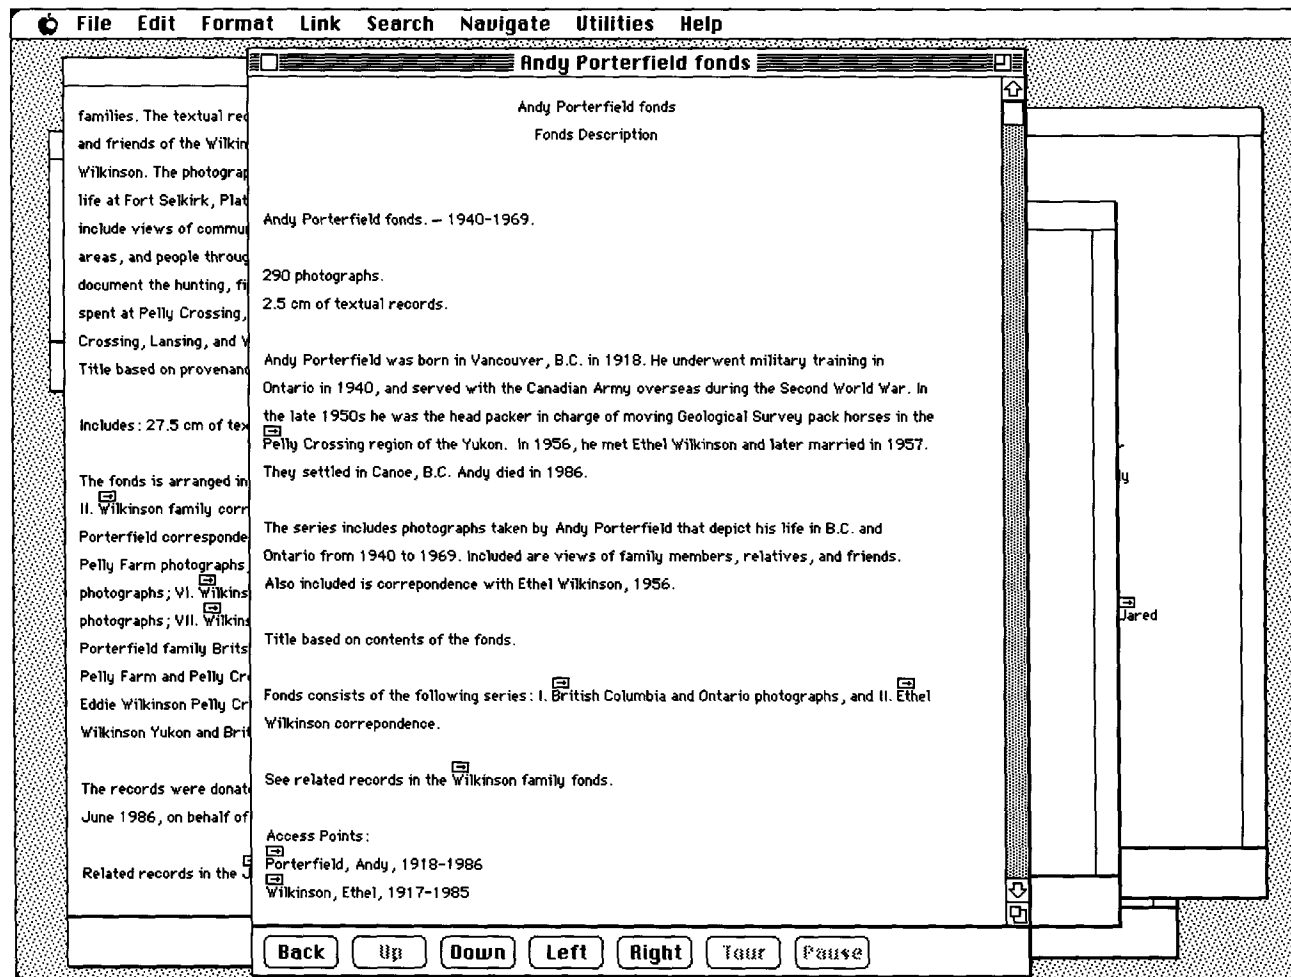 File Edit Format Link Search Navigate Utilities Help
Andy Porterfield fonds
families. The textual rec
and friends of the Wilkin
Wilkinson. The photograp
life at Fort Selkirk, Plat
include views of commu
areas, and people throug
document the hunting, fi
spent at Pelly Crossing,
Crossing, Lansing, and W
Title based on provenanc
Includes: 27.5 cm of tex
The fonds is arranged in
II. Wilkinson family corr
Porterfield corresponde
Pelly Farm photographs
photographs; VI. Wilkins
photographs; VII. Wilkins
Porterfield family Britis
Pelly Farm and Pelly Cr
Eddie Wilkinson Pelly Cr
Wilkinson Yukon and Brit
The records were donat
June 1986, on behalf of
Related records in the J
Andy Porterfield fonds
Fonds Description
Andy Porterfield fonds. – 1940-1969.
290 photographs.
2.5 cm of textual records.
Andy Porterfield was born in Vancouver, B.C. in 1918. He underwent military training in
Ontario in 1940, and served with the Canadian Army overseas during the Second World War. In
the late 1950s he was the head packer in charge of moving Geological Survey pack horses in the
Pelly Crossing region of the Yukon. In 1956, he met Ethel Wilkinson and later married in 1957.
They settled in Canoe, B.C. Andy died in 1986.
The series includes photographs taken by Andy Porterfield that depict his life in B.C. and
Ontario from 1940 to 1969. Included are views of family members, relatives, and friends.
Also included is correpondence with Ethel Wilkinson, 1956.
Title based on contents of the fonds.
Fonds consists of the following series: I. British Columbia and Ontario photographs, and II. Ethel
Wilkinson correpondence.
See related records in the Wilkinson family fonds.
Access Points:
Porterfield, Andy, 1918-1986
Wilkinson, Ethel, 1917-1985
ly
Jared
Back Up Down Left Right Tour Pause